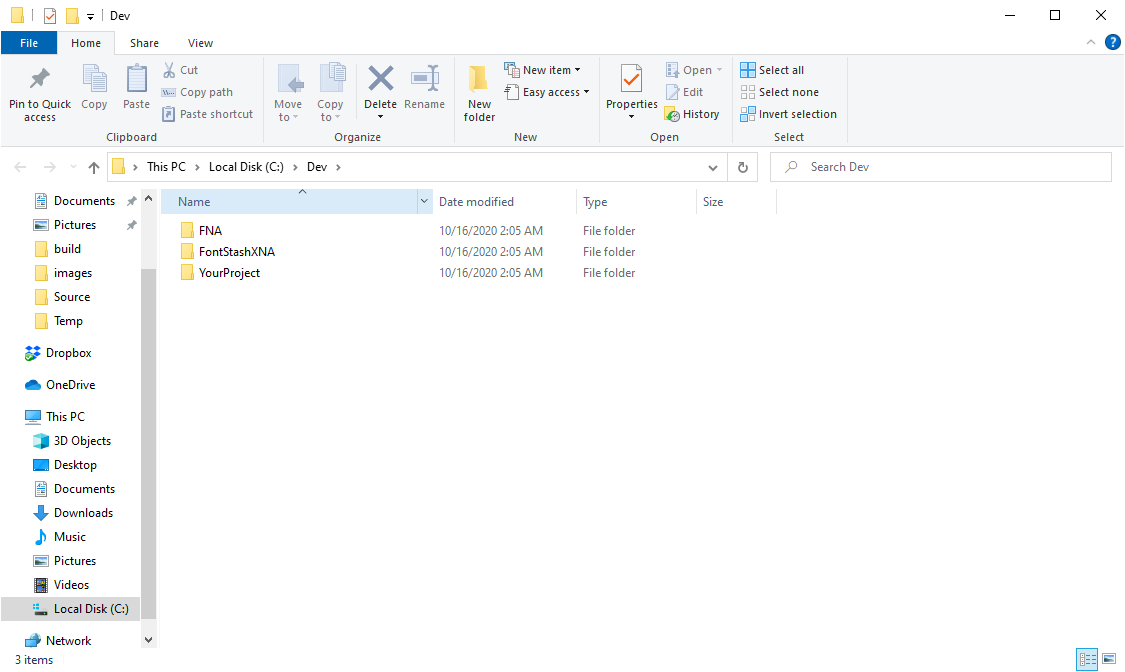 Dev
File Home Share View
Pin to Quick access
Copy
Paste
Cut
Copy path
Paste shortcut
Clipboard
Move to
Copy to
Delete
Rename
Organize
New folder
New item
Easy access
New
Properties
Open
Edit
History
Open
Select all
Select none
Invert selection
Select
This PC > Local Disk (C:) > Dev >
Search Dev
Documents
Pictures
build
images
Source
Temp
Dropbox
OneDrive
This PC
3D Objects
Desktop
Documents
Downloads
Music
Pictures
Videos
Local Disk (C:)
Network
Name Date modified Type Size
FNA 10/16/2020 2:05 AM File folder
FontStashXNA 10/16/2020 2:05 AM File folder
YourProject 10/16/2020 2:05 AM File folder
3 items